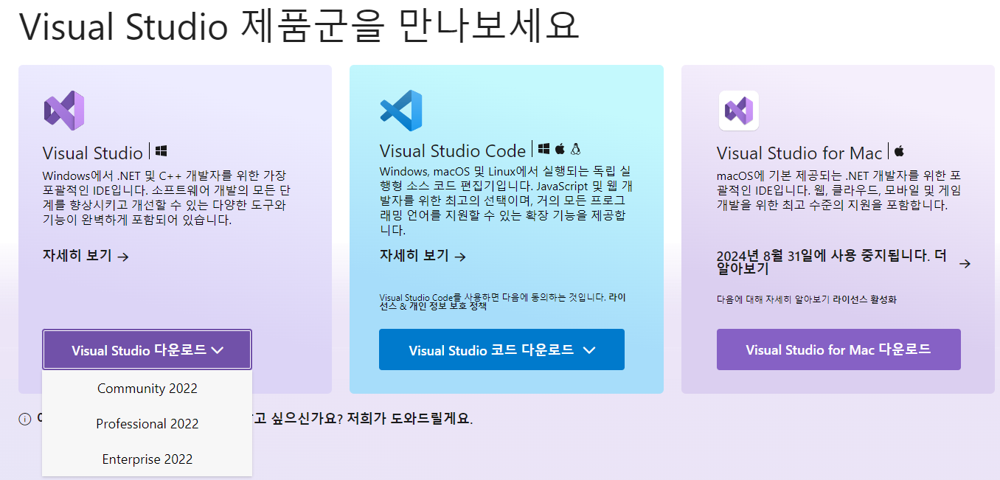 Visual Studio 제품군을 만나보세요
Visual Studio
Windows에서 .NET 및 C++ 개발자를 위한 가장
포괄적인 IDE입니다. 소프트웨어 개발의 모든 단
계를 향상시키고 개선할 수 있는 다양한 도구와
기능이 완벽하게 포함되어 있습니다.
자세히 보기 →
Visual Studio 다운로드
Community 2022
Professional 2022
Enterprise 2022
Visual Studio Code
Windows, macOS 및 Linux에서 실행되는 독립 실
행형 소스 코드 편집기입니다. JavaScript 및 웹 개
발자를 위한 최고의 선택이며, 거의 모든 프로그
래밍 언어를 지원할 수 있는 확장 기능을 제공합
니다.
자세히 보기 →
Visual Studio Code를 사용하면 다음에 동의하는 것입니다. 라이
선스 & 개인 정보 보호 정책
Visual Studio 코드 다운로드
Visual Studio for Mac
macOS에 기본 제공되는 .NET 개발자를 위한 포
괄적인 IDE입니다. 웹, 클라우드, 모바일 및 게임
개발을 위한 최고 수준의 지원을 포함합니다.
2024년 8월 31일에 사용 중지됩니다. 더
알아보기 →
다음에 대해 자세히 알아보기 라이선스 활성화
Visual Studio for Mac 다운로드
고 싶으신가요? 저희가 도와드릴게요.